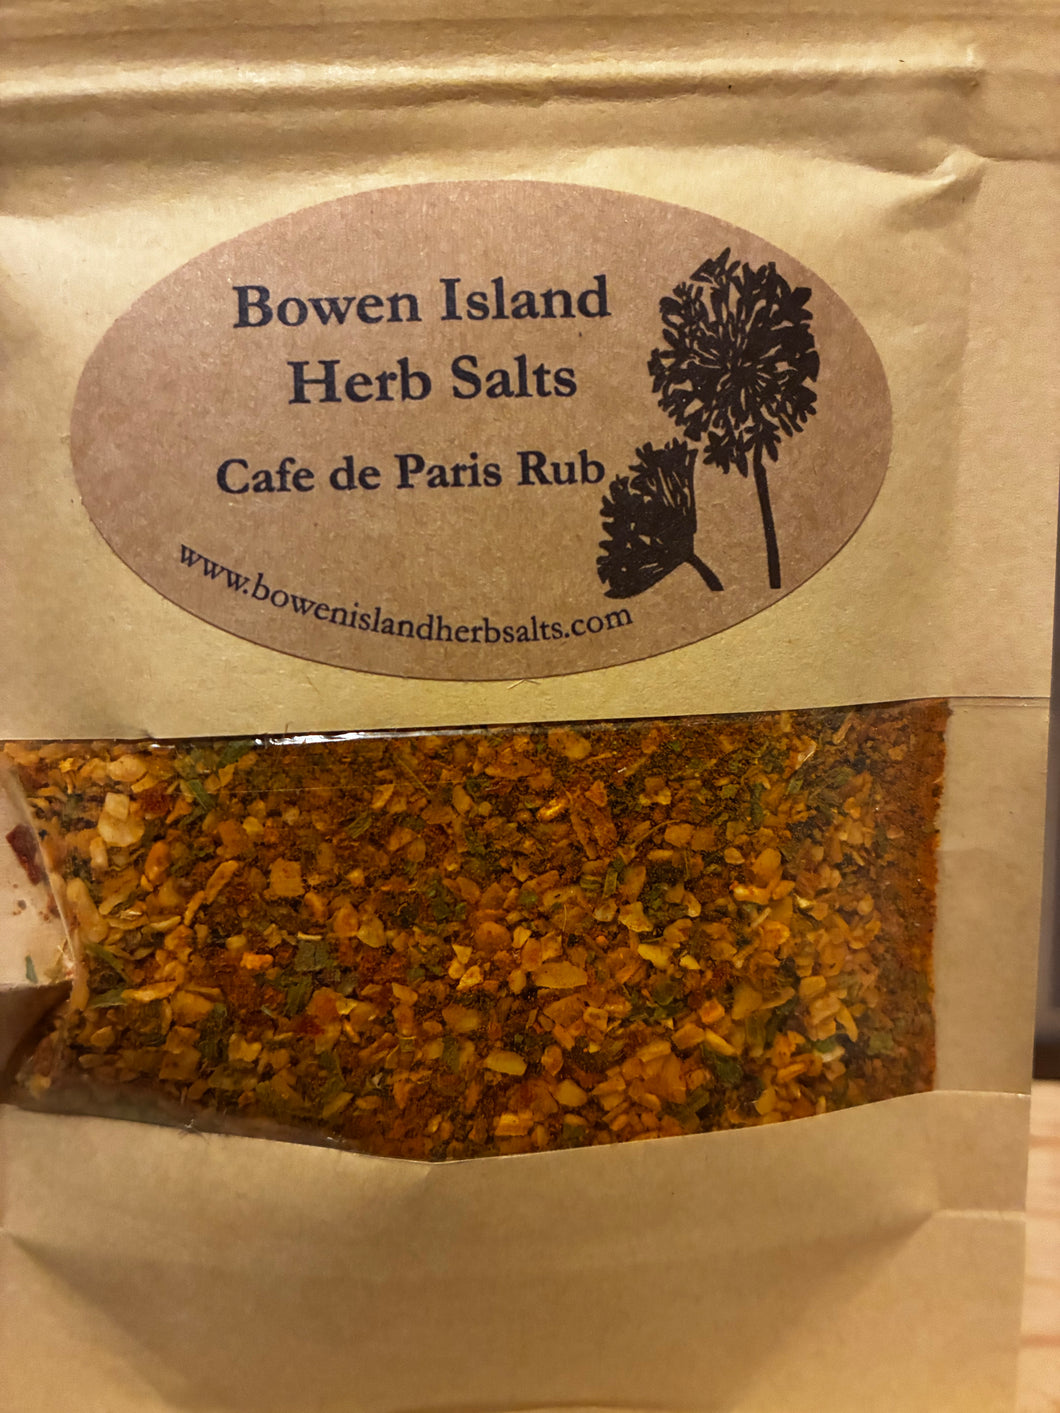 Bowen Island
Herb Salts
Cafe de Paris Rub
www.bowenislandherbsalts.com